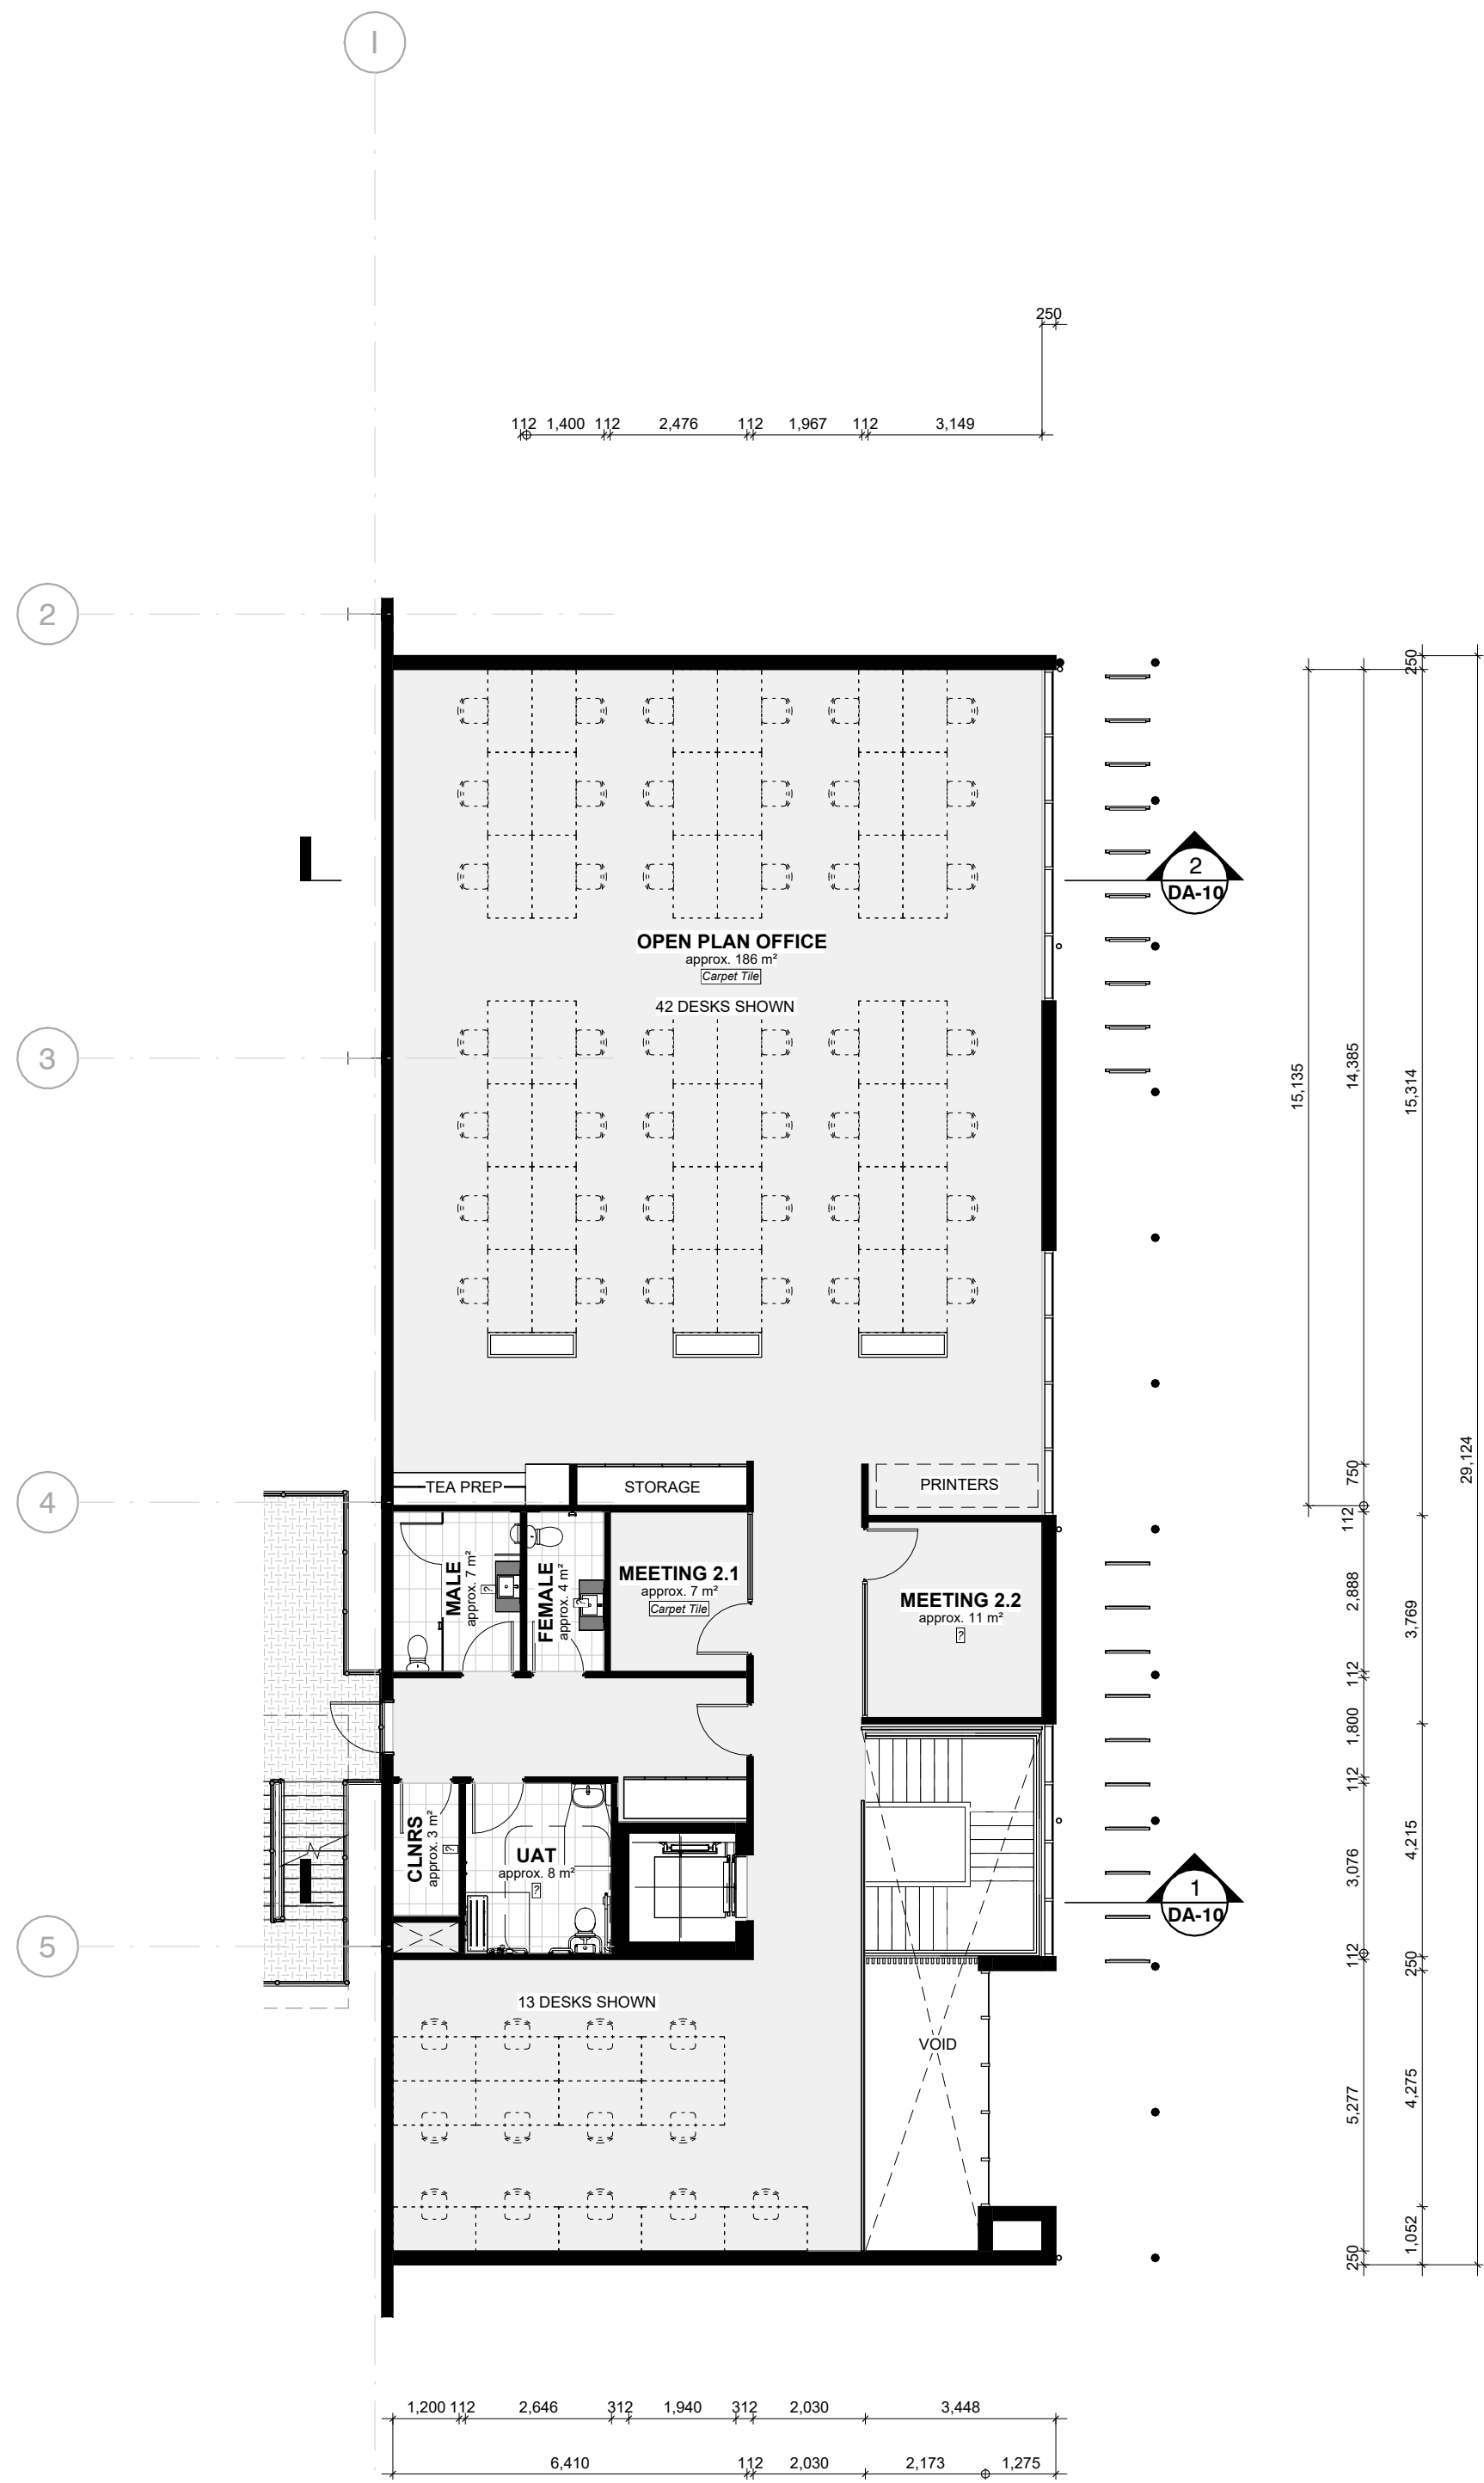 1
250
112 1,400 112 2,476 112 1,967 112 3,149
2
250
2
DA-10
OPEN PLAN OFFICE
approx. 186 m²
Carpet Tile
42 DESKS SHOWN
3
15,135
14,385
15,314
29,124
TEA PREP
STORAGE
PRINTERS
750
4
112
MALE
approx. 7 m²
?
FEMALE
approx. 4 m²
?
MEETING 2.1
approx. 7 m²
Carpet Tile
MEETING 2.2
approx. 11 m²
?
2,888
3,769
112
1,800
112
CLNRS
approx. 3 m²
?
UAT
approx. 8 m²
?
3,076
4,215
1
DA-10
5
112
250
13 DESKS SHOWN
VOID
5,277
4,275
1,052
250
1,200 112 2,646 312 1,940 312 2,030 3,448
6,410 112 2,030 2,173 1,275